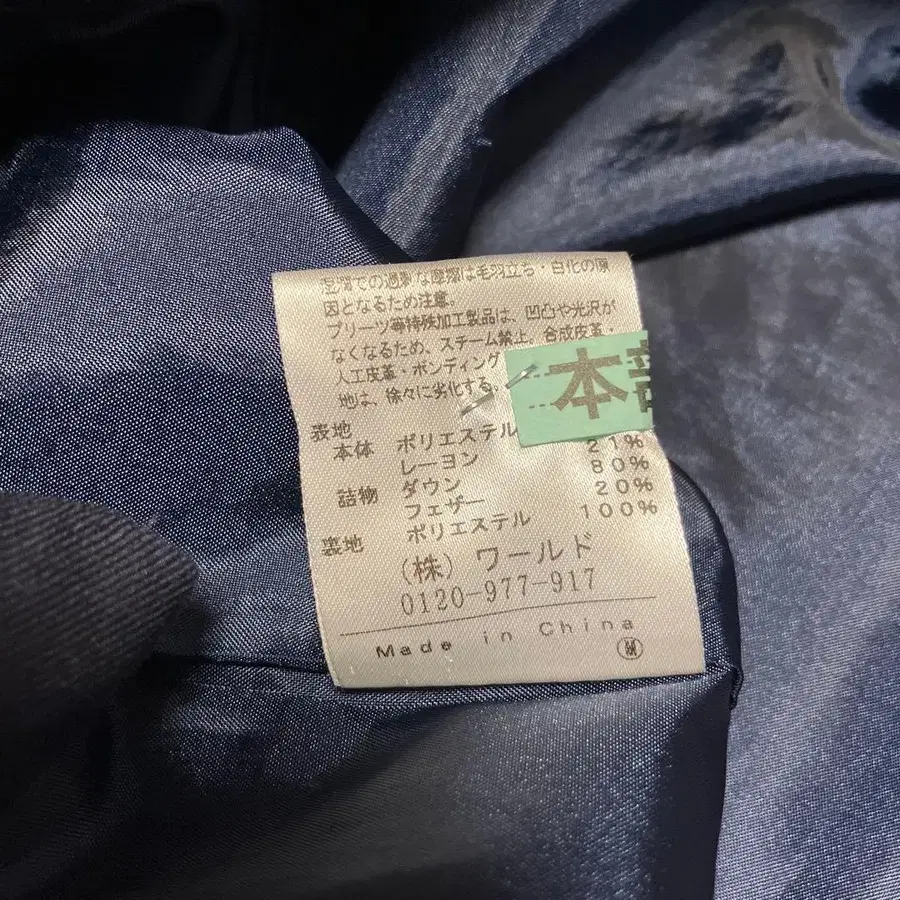 湿潤での過激な摩擦は毛羽立ち・白化の原
因となるため注意。
プリーツ等特殊加工製品は、凹凸や光沢が
なくなるため、スチーム禁止。合成皮革・
人工皮革・ボンディング
地は、徐々に劣化する。
本部
表地
本体 ポリエステル
レーヨン 21%
詰物 ダウン 80%
フェザー 20%
裏地 ポリエステル 100%
(株) ワールド
0120-977-917
Made in China